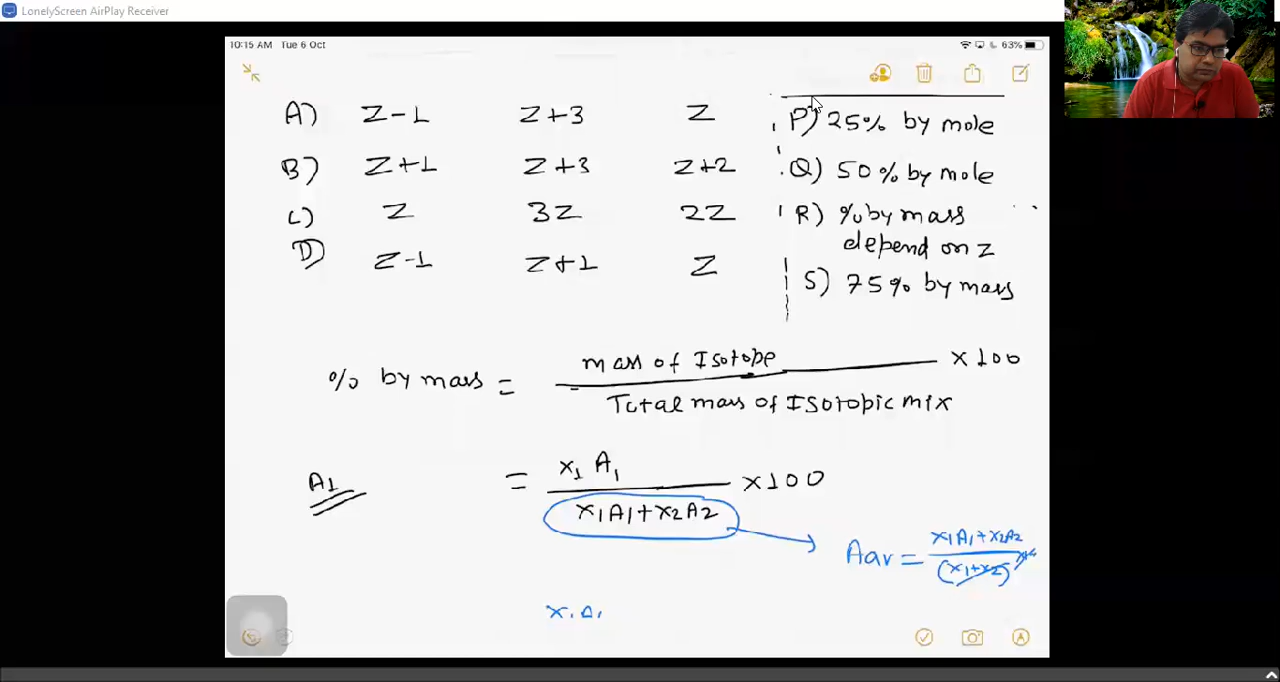 LonelyScreen AirPlay Receiver
10:15 AM Tue 6 Oct
63%
A) Z-1 Z+3 Z P) 25% by mole
B) Z+1 Z+3 Z+2 Q) 50% by mole
C) Z 3Z 2Z R) % by mass
depend on Z
D) Z-1 Z+1 Z S) 75% by mass
% by mass = mass of Isotope × 100
Total mass of Isotopic mix
A1 = x1 A1 × 100
x1A1+x2A2
Aav = x1A1+x2A2
(x1+x2)
x1 A1